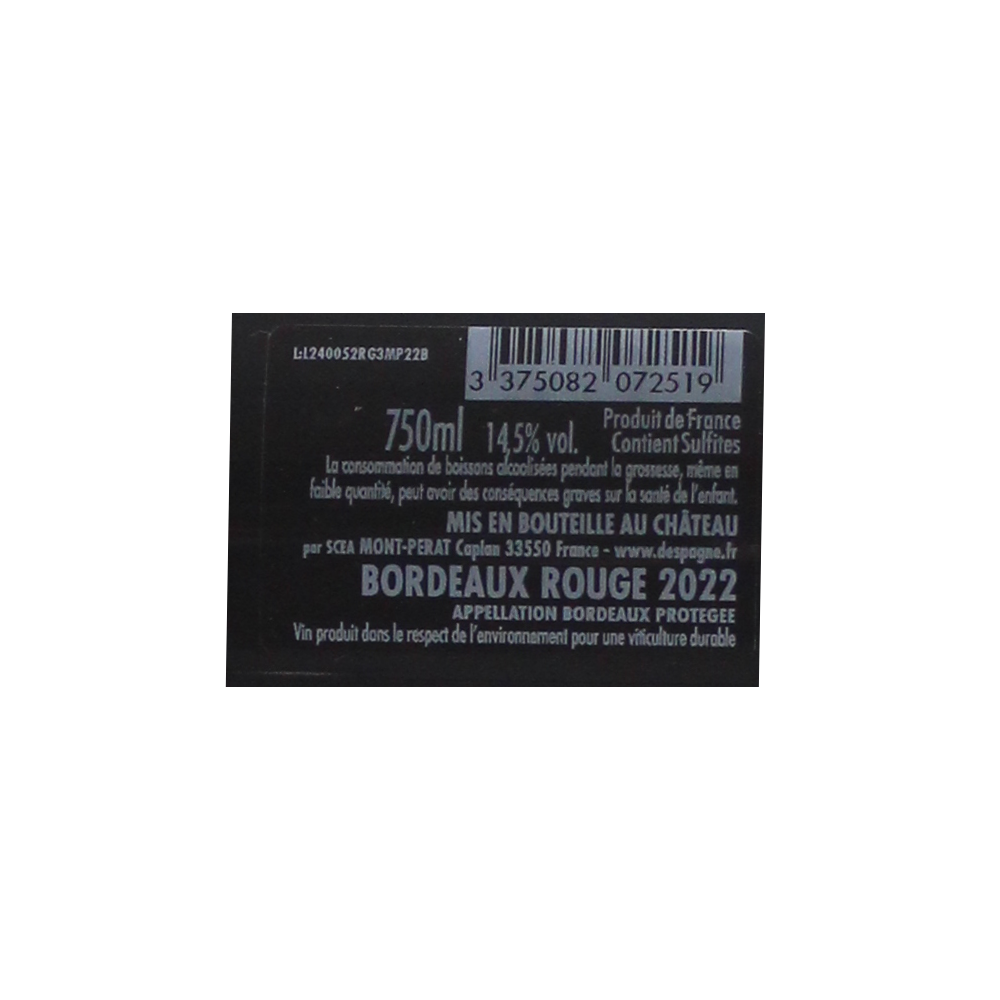 L:L240052RG3MP22B
3 375082 072519
750ml 14,5% vol. Produit de France
Contient Sulfites
La consommation de boissons alcoolisées pendant la grossesse, même en
faible quantité, peut avoir des conséquences graves sur la santé de l'enfant.
MIS EN BOUTEILLE AU CHÂTEAU
par SCEA MONT-PERAT Capian 33550 France - www.despagne.fr
BORDEAUX ROUGE 2022
APPELLATION BORDEAUX PROTEGEE
Vin produit dans le respect de l'environnement pour une viticulture durable